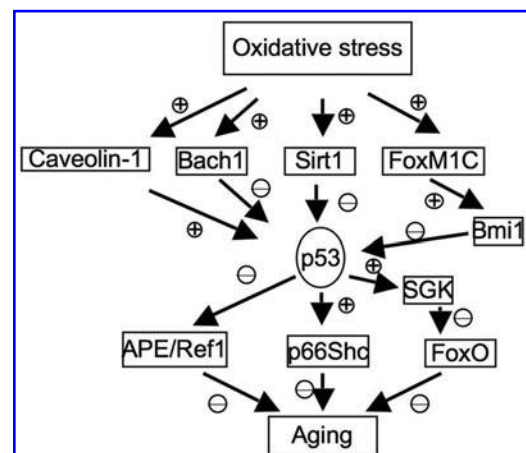 Oxidative stress
⊕ ⊕ ⊕ ⊕
Caveolin-1 Bach1 Sirt1 FoxM1C
⊖ ⊖ ⊕
⊕ ⊖ Bmi1
p53
⊖ ⊕ ⊕ SGK
⊖
APE/Ref1 p66Shc FoxO
⊖ ⊖ ⊖
Aging